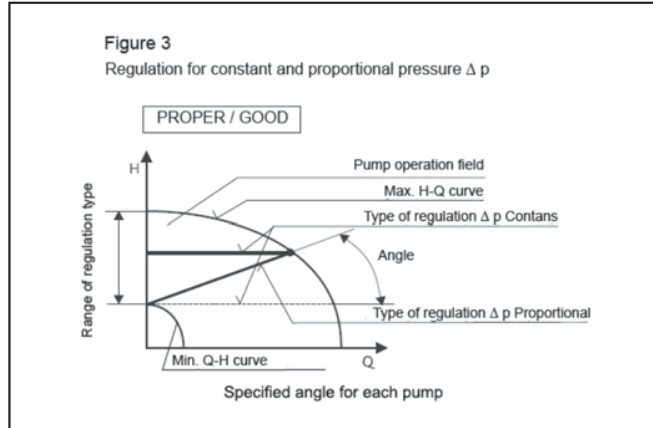 Figure 3
Regulation for constant and proportional pressure Δ p
PROPER / GOOD
H
Pump operation field
Max. H-Q curve
Type of regulation Δ p Contans
Angle
Range of regulation type
Type of regulation Δ p Proportional
Min. Q-H curve
Q
Specified angle for each pump